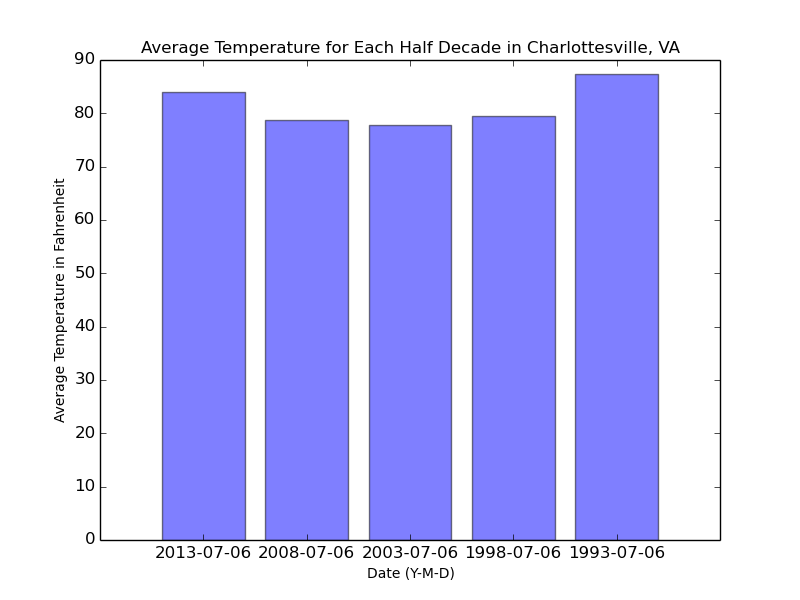 Average Temperature for Each Half Decade in Charlottesville, VA
90
80
70
60
50
40
30
20
10
0
Average Temperature in Fahrenheit
2013-07-06 2008-07-06 2003-07-06 1998-07-06 1993-07-06
Date (Y-M-D)